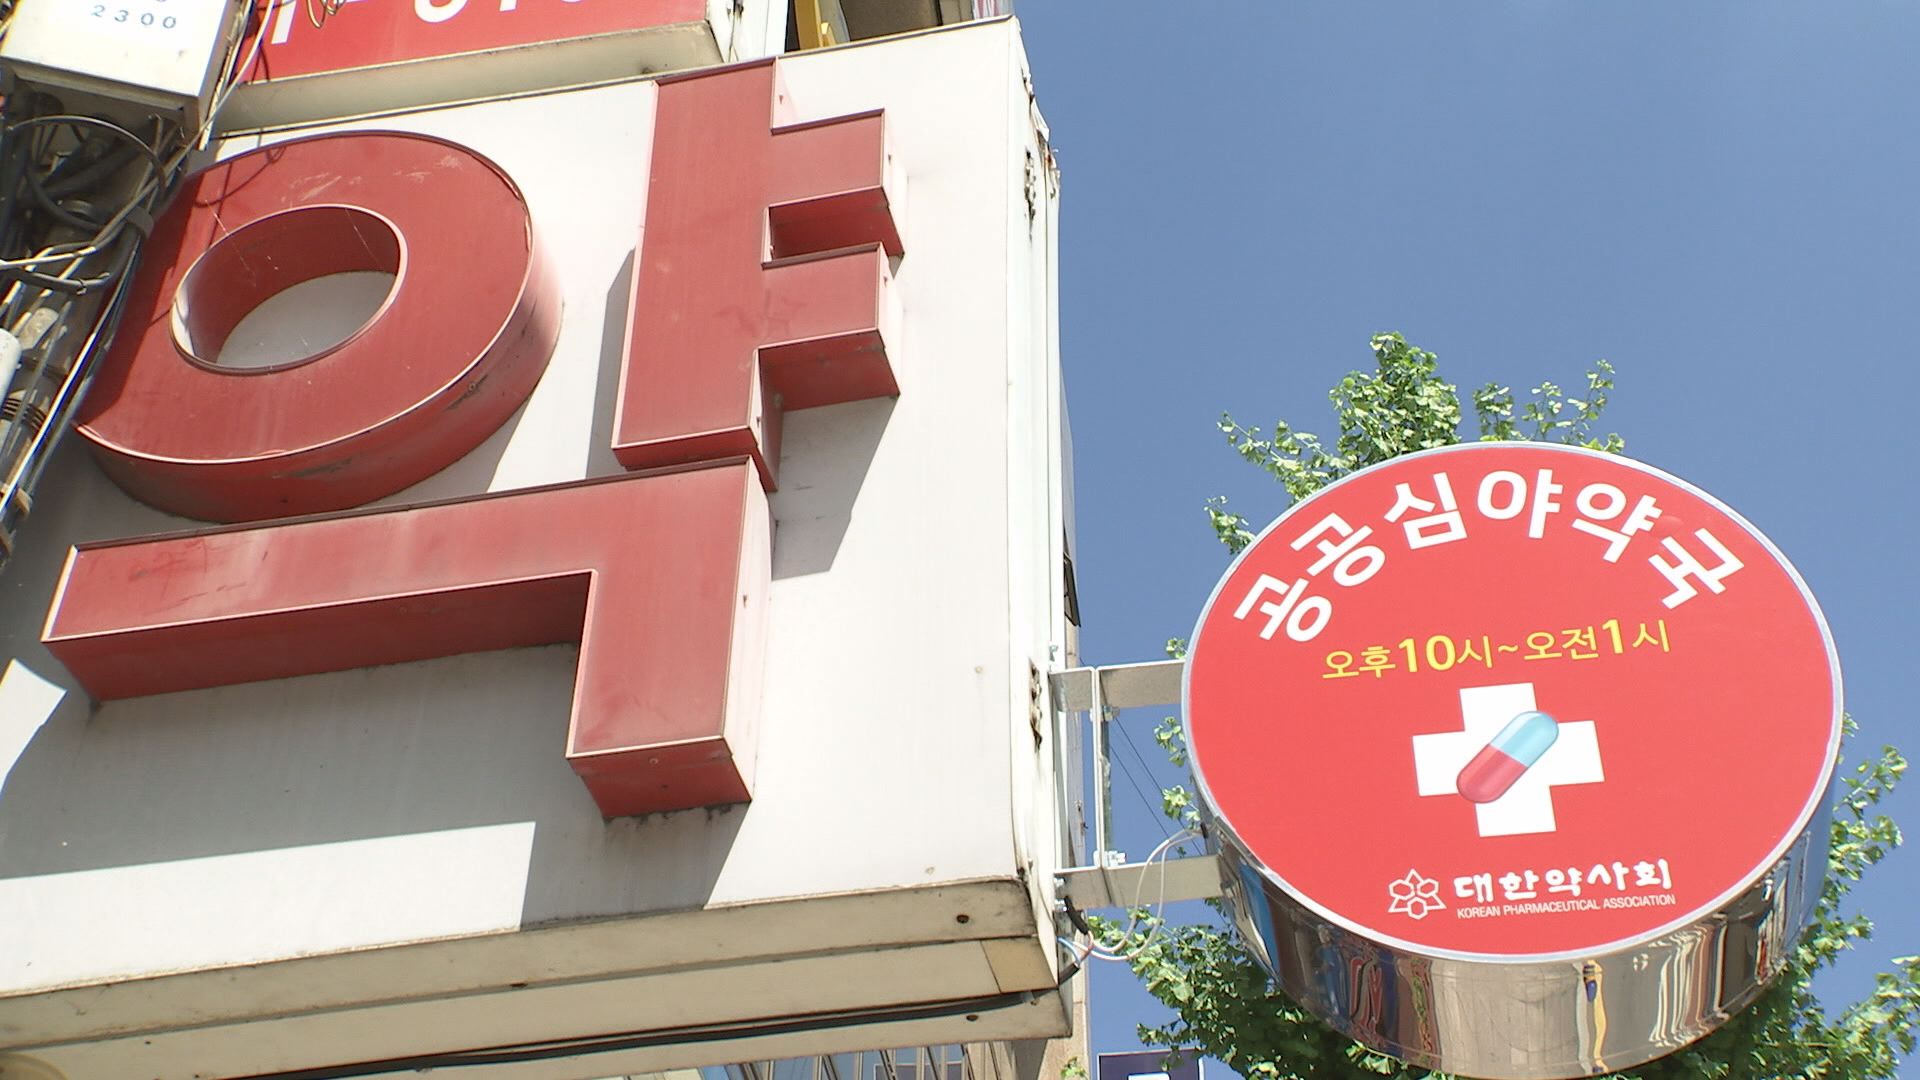 2300
약
공공심야약국
오후10시~오전1시
대한약사회
KOREAN PHARMACEUTICAL ASSOCIATION